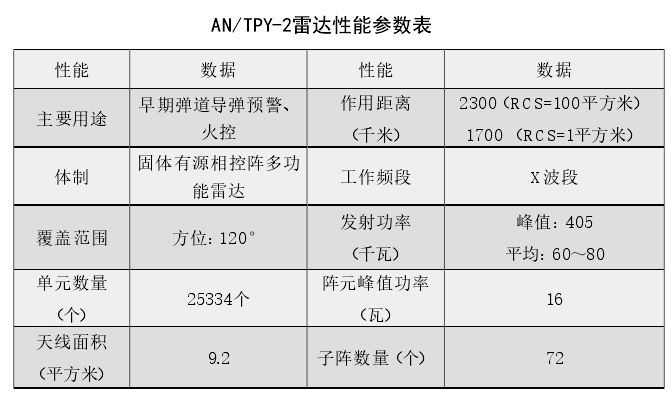 AN/TPY-2雷达性能参数表
性能 数据 性能 数据
主要用途 早期弹道导弹预警、火控 作用距离（千米） 2300（RCS=100平方米） 1700（RCS=1平方米）
体制 固体有源相控阵多功能雷达 工作频段 X波段
覆盖范围 方位：120° 发射功率（千瓦） 峰值：405 平均：60～80
单元数量（个） 25334个 阵元峰值功率（瓦） 16
天线面积（平方米） 9.2 子阵数量（个） 72